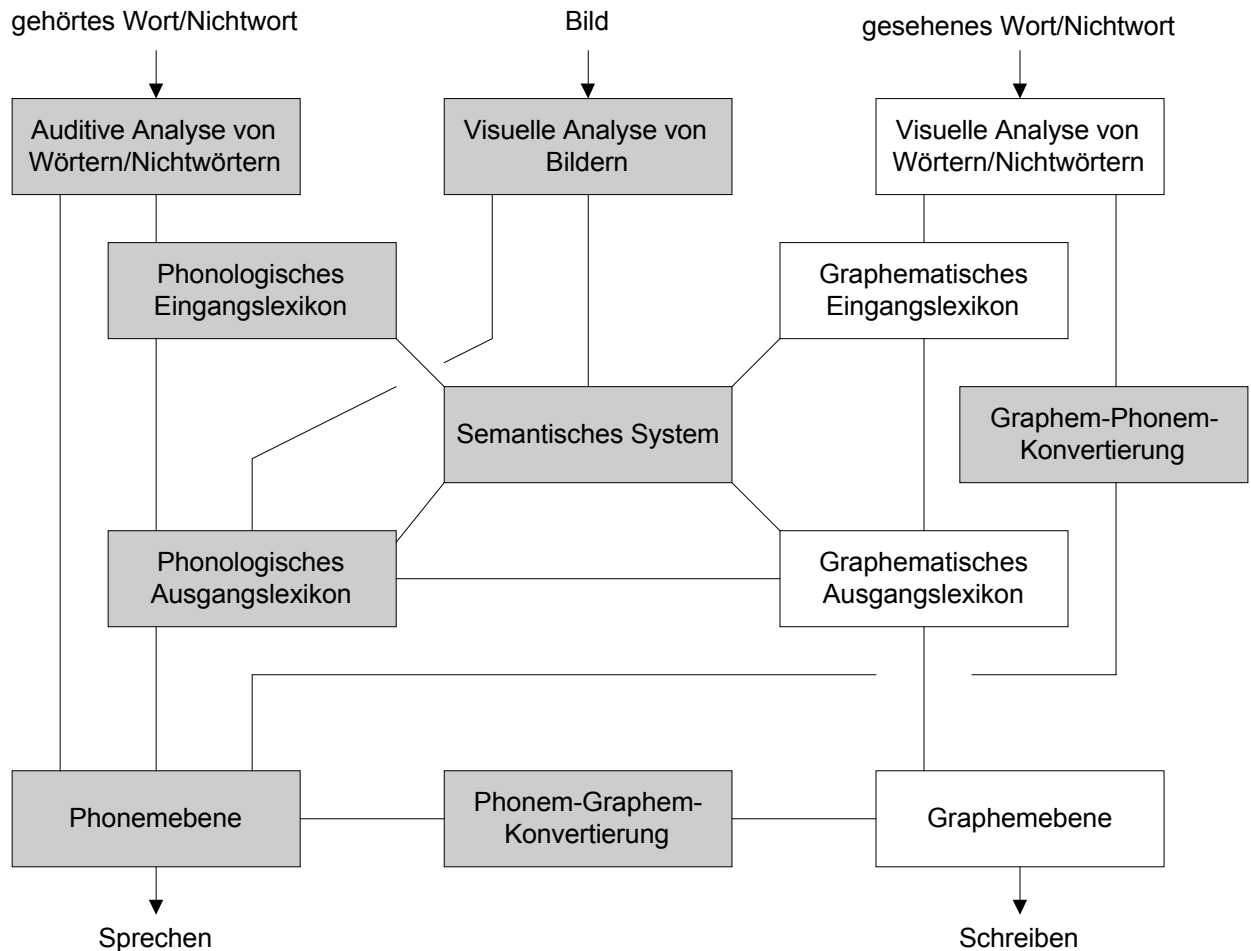 gehörtes Wort/Nichtwort
Bild
gesehenes Wort/Nichtwort
Auditive Analyse von
Wörtern/Nichtwörtern
Visuelle Analyse von
Bildern
Visuelle Analyse von
Wörtern/Nichtwörtern
Phonologisches
Eingangslexikon
Graphematisches
Eingangslexikon
Semantisches System
Graphem-Phonem-
Konvertierung
Phonologisches
Ausgangslexikon
Graphematisches
Ausgangslexikon
Phonemebene
Phonem-Graphem-
Konvertierung
Graphemebene
Sprechen
Schreiben